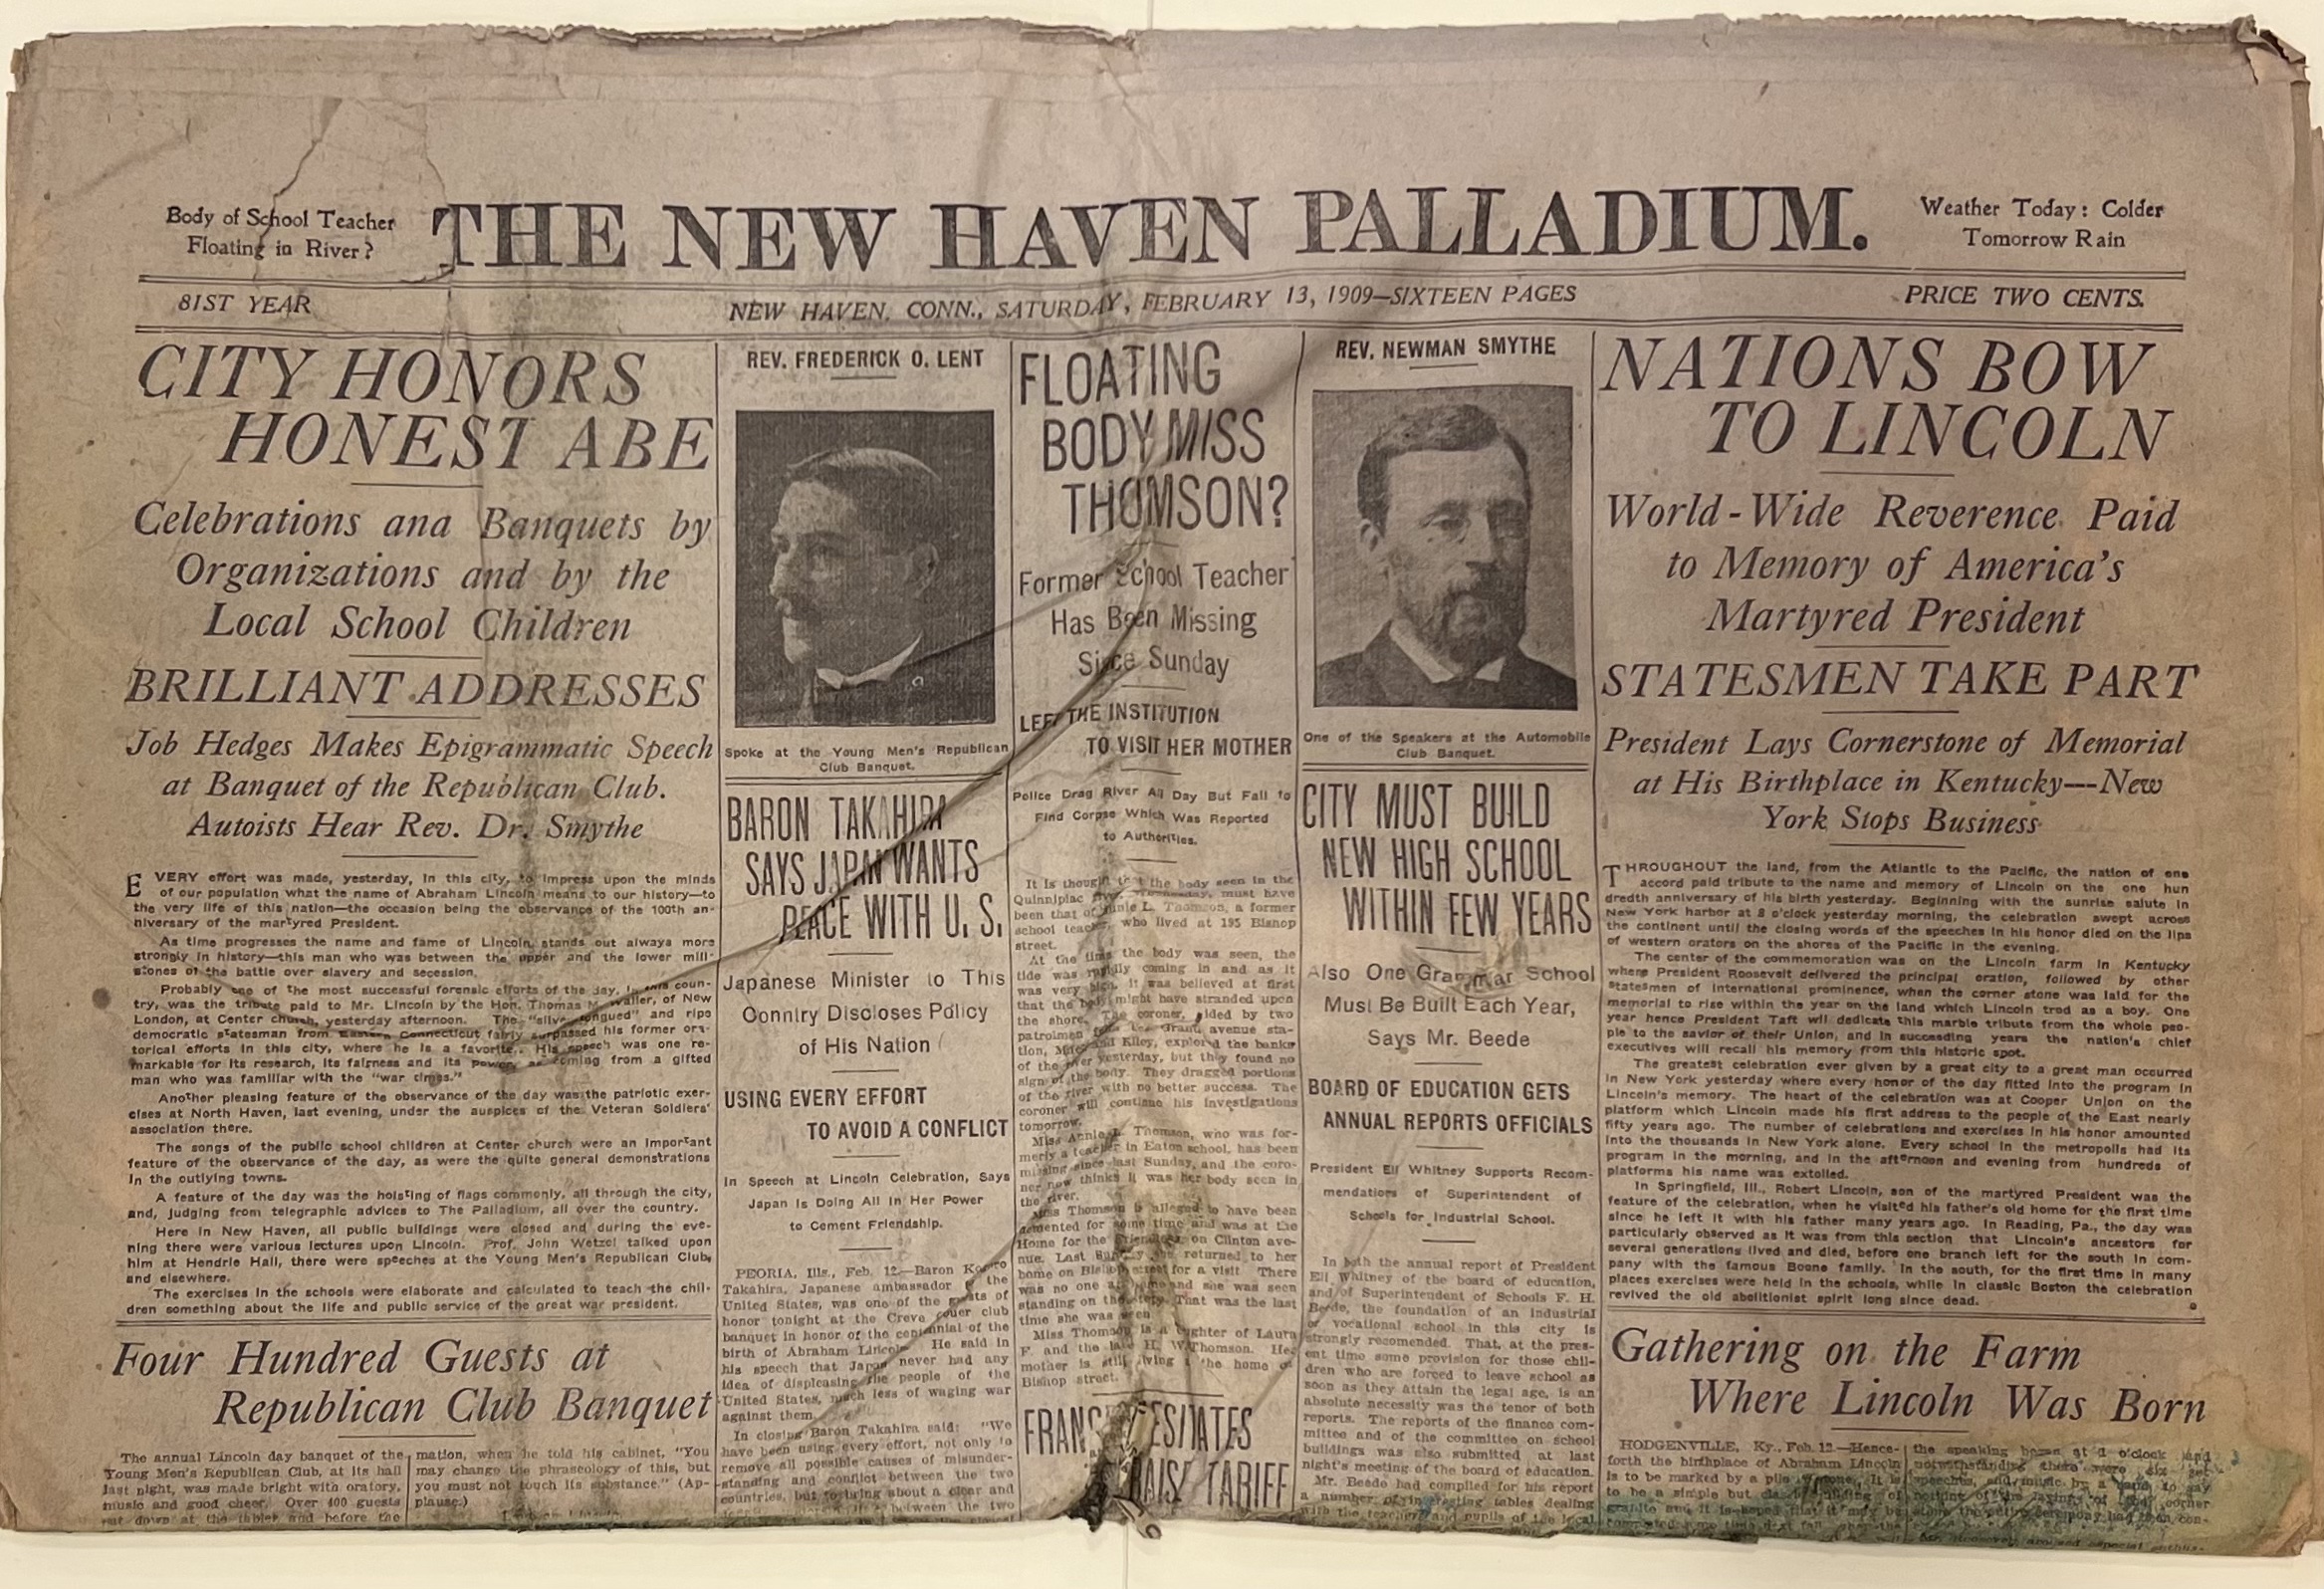 Body of School Teacher
Floating in River?
THE NEW HAVEN PALLADIUM.
Weather Today: Colder
Tomorrow Rain
81ST YEAR
NEW HAVEN, CONN., SATURDAY, FEBRUARY 13, 1909—SIXTEEN PAGES
PRICE TWO CENTS.
CITY HONORS
HONEST ABE
Celebrations ana Banquets by
Organizations and by the
Local School Children
BRILLIANT ADDRESSES
Job Hedges Makes Epigrammatic Speech
at Banquet of the Republican Club.
Autoists Hear Rev. Dr. Smythe
EVERY effort was made, yesterday, in this city, to impress upon the minds
of our population what the name of Abraham Lincoln means to our history—to
the very life of this nation—the occasion being the observance of the 100th an-
niversary of the martyred President.
As time progresses the name and fame of Lincoln stands out always more
strongly in history—this man who was between the upper and the lower mill-
stones of the battle over slavery and secession.
Probably one of the most successful forensic efforts of the day, in this coun-
try, was the tribute paid to Mr. Lincoln by the Hon. Thomas M. Waller, of New
London, at Center church, yesterday afternoon. The "silver tongued" and ripe
democratic statesman from Eastern Connecticut fairly surpassed his former ora-
torical efforts in this city, where he is a favorite. His speech was one re-
markable for its research, its fairness and its power, as coming from a gifted
man who was familiar with the "war times."
Another pleasing feature of the observance of the day was the patriotic exer-
cises at North Haven, last evening, under the auspices of the Veteran Soldiers'
association there.
The songs of the public school children at Center church were an important
feature of the observance of the day, as were the quite general demonstrations
in the outlying towns.
A feature of the day was the hoisting of flags commonly, all through the city,
and, judging from telegraphic advices to The Palladium, all over the country.
Here in New Haven, all public buildings were closed and during the eve-
ning there were various lectures upon Lincoln. Prof. John Wetzel talked upon
him at Hendrie Hall, there were speeches at the Young Men's Republican Club,
and elsewhere.
The exercises in the schools were elaborate and calculated to teach the chil-
dren something about the life and public service of the great war president.
Four Hundred Guests at
Republican Club Banquet
The annual Lincoln day banquet of the
Young Men's Republican Club, at its hall
last night, was made bright with oratory,
music and good cheer. Over 400 guests
sat down at the tables and before the
mation, when he told his cabinet, "You
may change the phraseology of this, but
you must not touch its substance." (Ap-
plause.)
REV. FREDERICK O. LENT
Spoke at the Young Men's Republican
Club Banquet.
BARON TAKAHIRA
SAYS JAPAN WANTS
PEACE WITH U. S.
Japanese Minister to This
Conniry Discloses Policy
of His Nation
USING EVERY EFFORT
TO AVOID A CONFLICT
In Speech at Lincoln Celebration, Says
Japan Is Doing All In Her Power
to Cement Friendship.
PEORIA, Ills., Feb. 12.—Baron Kogoro
Takahira, Japanese ambassador to the
United States, was one of the guests of
honor tonight at the Creve Couer club
banquet in honor of the centennial of the
birth of Abraham Lincoln. He said in
his speech that Japan never had any
idea of displeasing the people of the
United States, much less of waging war
against them.
In closing Baron Takahira said: "We
have been using every effort, not only to
remove all possible causes of misunder-
standing and conflict between the two
countries, but to bring about a clear and
between the two
FLOATING
BODY MISS
THOMSON?
Former School Teacher
Has Been Missing
Since Sunday
LEFT THE INSTITUTION
TO VISIT HER MOTHER
Police Drag River All Day But Fail to
Find Corpse Which Was Reported
to Authorities.
It is thought that the body seen in the
Quinnipiac river, Wednesday, must have
been that of Annie L. Thomson, a former
school teacher, who lived at 195 Bishop
street.
At the time the body was seen, the
tide was rapidly coming in and as it
was very high, it was believed at first
that the body might have stranded upon
the shore. The coroner, aided by two
patrolmen from the Grand avenue sta-
tion, and Kiley, explored the banks
of the river yesterday, but they found no
sign of the body. They dragged portions
of the river with no better success. The
coroner will continue his investigations
tomorrow.
Miss Annie L. Thomson, who was for-
merly a teacher in Eaton school, has been
missing since last Sunday, and the coro-
ner now thinks it was her body seen in
the river.
Miss Thomson is alleged to have been
demented for some time and was at the
Home for the Friendless on Clinton ave-
nue. Last Sunday she returned to her
home on Bishop street for a visit. There
was no one at home and she was seen
standing on the steps. That was the last
time she was seen.
Miss Thomson is a daughter of Laura
F. and the late H. W. Thomson. Her
mother is still living at the home of
Bishop street.
FRANCE HESITATES
RAISE TARIFF
REV. NEWMAN SMYTHE
One of the Speakers at the Automobile
Club Banquet.
CITY MUST BUILD
NEW HIGH SCHOOL
WITHIN FEW YEARS
Also One Grammar School
Must Be Built Each Year,
Says Mr. Beede
BOARD OF EDUCATION GETS
ANNUAL REPORTS OFFICIALS
President Eli Whitney Supports Recom-
mendations of Superintendent of
Schools for Industrial School.
In both the annual report of President
Eli Whitney of the board of education,
and of Superintendent of Schools F. H.
Beede, the foundation of an industrial
or vocational school in this city is
strongly recomended. That, at the pres-
ent time some provision for those chil-
dren who are forced to leave school as
soon as they attain the legal age, is an
absolute necessity was the tenor of both
reports. The reports of the finance com-
mittee and of the committee on school
buildings was also submitted at last
night's meeting of the board of education.
Mr. Beede had compiled for his report
a number of interesting tables dealing
with the teachers and pupils of the local
NATIONS BOW
TO LINCOLN
World-Wide Reverence Paid
to Memory of America's
Martyred President
STATESMEN TAKE PART
President Lays Cornerstone of Memorial
at His Birthplace in Kentucky—New
York Stops Business
THROUGHOUT the land, from the Atlantic to the Pacific, the nation of one
accord paid tribute to the name and memory of Lincoln on the one hun
dredth anniversary of his birth yesterday. Beginning with the sunrise salute in
New York harbor at 8 o'clock yesterday morning, the celebration swept across
the continent until the closing words of the speeches in his honor died on the lips
of western orators on the shores of the Pacific in the evening.
The center of the commemoration was on the Lincoln farm in Kentucky
where President Roosevelt delivered the principal oration, followed by other
statesmen of international prominence, when the corner stone was laid for the
memorial to rise within the year on the land which Lincoln trod as a boy. One
year hence President Taft will dedicate this marble tribute from the whole peo-
ple to the savior of their Union, and in succeeding years the nation's chief
executives will recall his memory from this historic spot.
The greatest celebration ever given by a great city to a great man occurred
in New York yesterday where every honor of the day fitted into the program in
Lincoln's memory. The heart of the celebration was at Cooper Union on the
platform which Lincoln made his first address to the people of the East nearly
fifty years ago. The number of celebrations and exercises in his honor amounted
into the thousands in New York alone. Every school in the metropolis had its
program in the morning, and in the afternoon and evening from hundreds of
platforms his name was extolled.
In Springfield, Ill., Robert Lincoln, son of the martyred President was the
feature of the celebration, when he visited his father's old home for the first time
since he left it with his father many years ago. In Reading, Pa., the day was
particularly observed as it was from this section that Lincoln's ancestors for
several generations lived and died, before one branch left for the south in com-
pany with the famous Boone family. In the south, for the first time in many
places exercises were held in the schools, while in classic Boston the celebration
revived the old abolitionist spirit long since dead.
Gathering on the Farm
Where Lincoln Was Born
HODGENVILLE, Ky., Feb. 12.—Hence-
forth the birthplace of Abraham Lincoln
is to be marked by a pile of stone. It is
to be a simple but building of
granite and it is hoped that it may be
completed some time next fall, when the
the speaking began at 1 o'clock and
notwithstanding there were six set
speeches, and music by a band, to say
nothing of the laying of the corner
stone, the entire ceremony had been con-